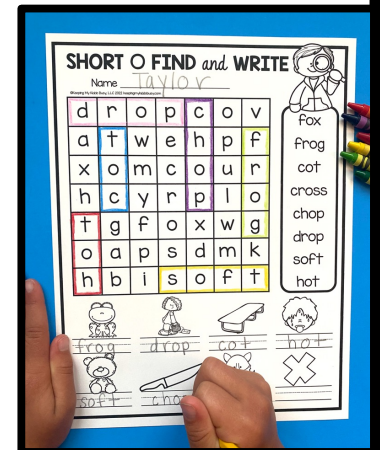 SHORT O FIND and WRITE
Name Taylor
d r o p c o v
a t w e h p f
x o m c o u r
h c y r p l o
t g f o x w g
o a p s d m k
h b i s o f t
fox
frog
cot
cross
chop
drop
soft
hot
frog drop cot hot
soft cho